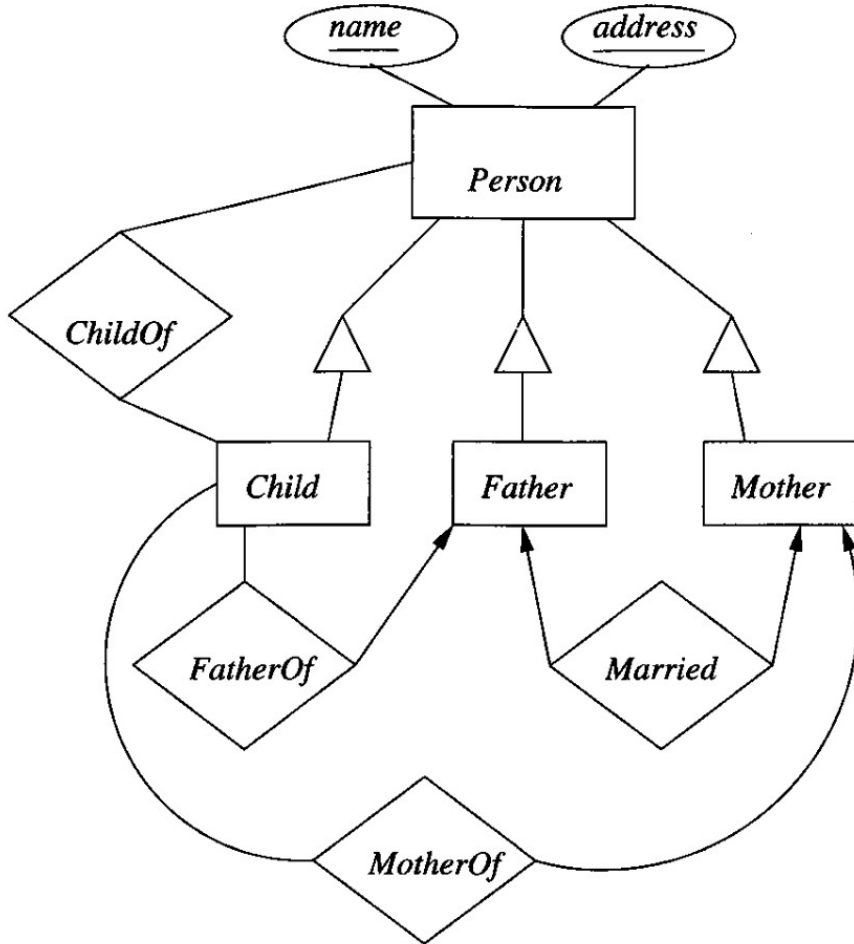 name
address
Person
ChildOf
Child
Father
Mother
FatherOf
Married
MotherOf